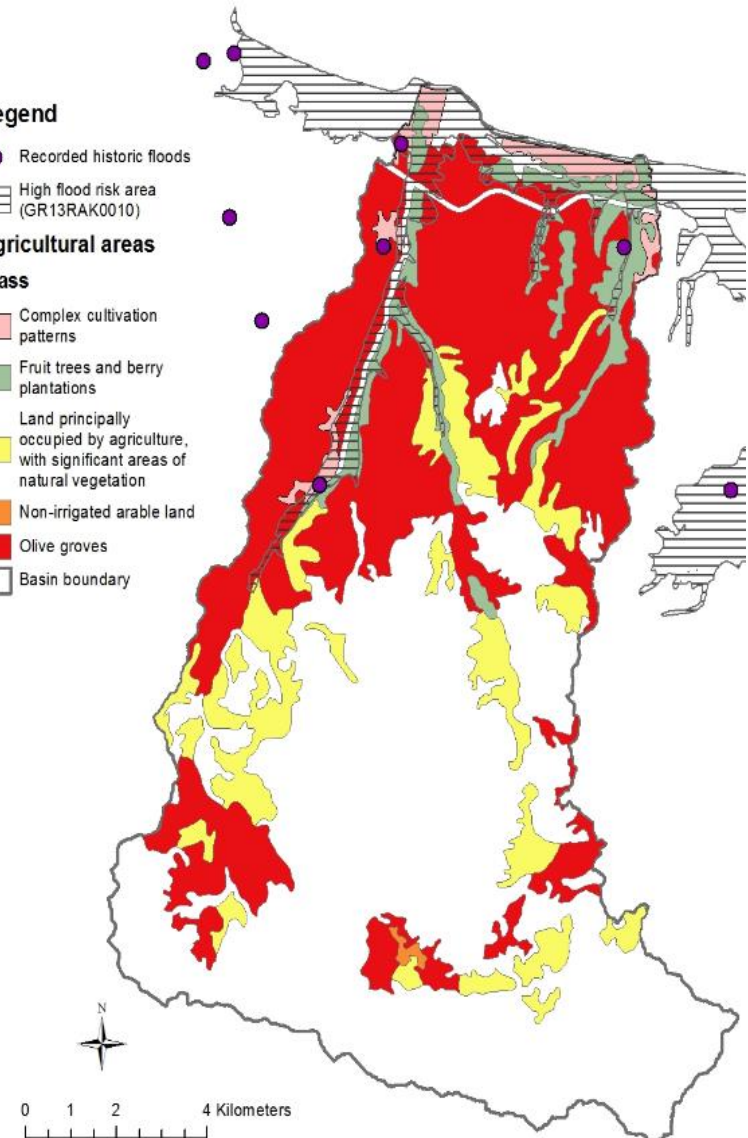 egend
Recorded historic floods
High flood risk area
(GR13RAK0010)
gricultural areas
ass
Complex cultivation
patterns
Fruit trees and berry
plantations
Land principally
occupied by agriculture,
with significant areas of
natural vegetation
Non-irrigated arable land
Olive groves
Basin boundary
N
0 1 2 4 Kilometers